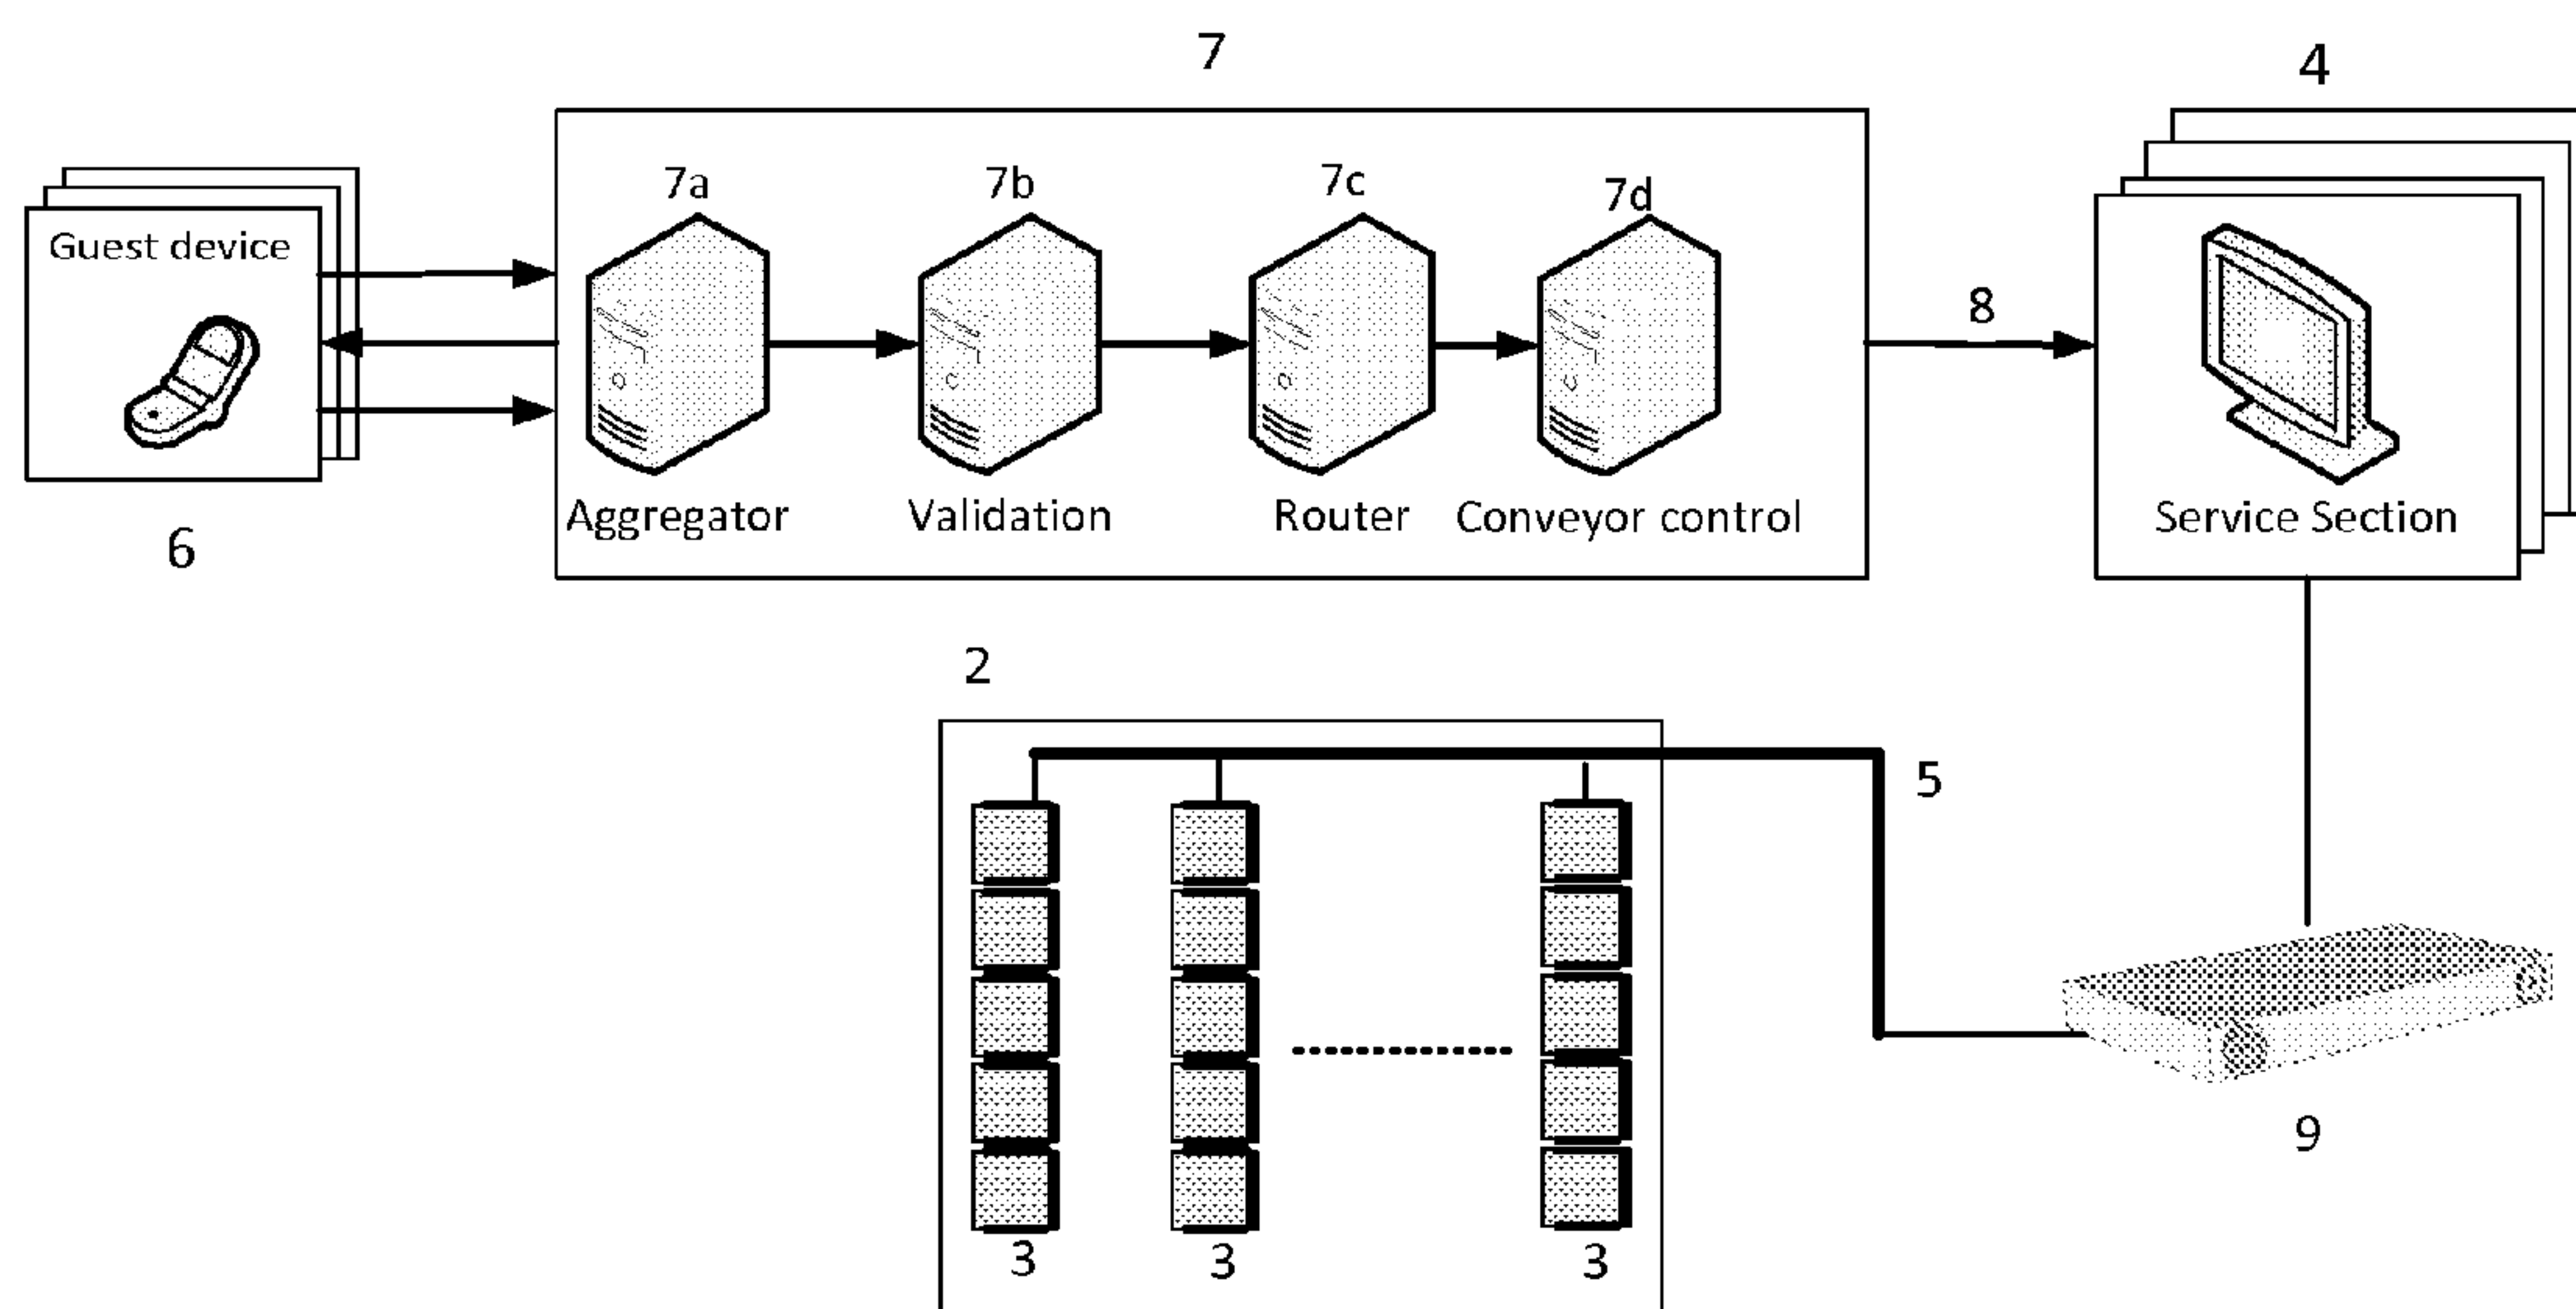 7
4
7a
7b
7c
7d
Guest device
8
Aggregator
Validation
Router
Conveyor control
Service Section
6
2
5
9
3
3
3